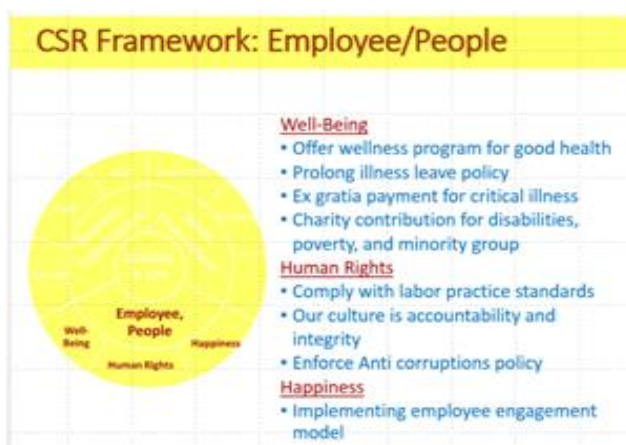 CSR Framework: Employee/People
Well-Being
• Offer wellness program for good health
• Prolong illness leave policy
• Ex gratia payment for critical illness
• Charity contribution for disabilities,
poverty, and minority group
Human Rights
• Comply with labor practice standards
• Our culture is accountability and
integrity
• Enforce Anti corruptions policy
Happiness
• Implementing employee engagement
model
Employee,
People
Well-
Being
Happiness
Human Rights